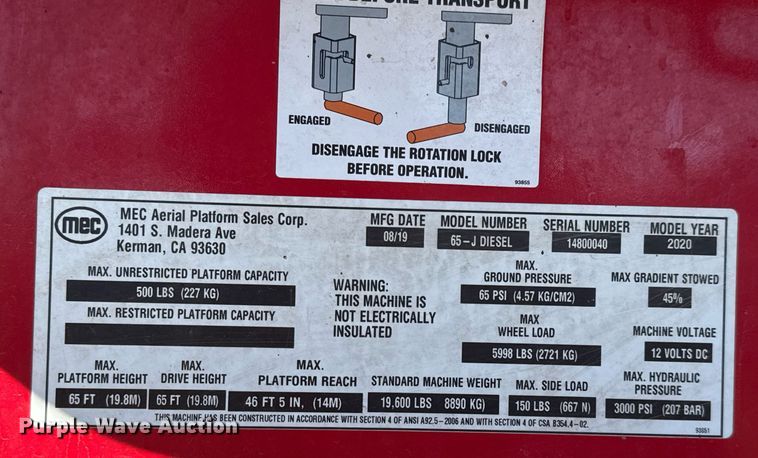 BEFORE TRANSPORT
ENGAGED
DISENGAGED
DISENGAGE THE ROTATION LOCK
BEFORE OPERATION.
93855
mec
MEC Aerial Platform Sales Corp.
1401 S. Madera Ave
Kerman, CA 93630
MFG DATE
08/19
MODEL NUMBER
65-J DIESEL
SERIAL NUMBER
14800040
MODEL YEAR
2020
MAX. UNRESTRICTED PLATFORM CAPACITY
500 LBS (227 KG)
MAX. RESTRICTED PLATFORM CAPACITY
WARNING:
THIS MACHINE IS
NOT ELECTRICALLY
INSULATED
MAX.
GROUND PRESSURE
65 PSI (4.57 KG/CM2)
MAX GRADIENT STOWED
45%
MAX
WHEEL LOAD
5998 LBS (2721 KG)
MACHINE VOLTAGE
12 VOLTS DC
MAX.
PLATFORM HEIGHT
65 FT (19.8M)
MAX.
DRIVE HEIGHT
65 FT (19.8M)
MAX.
PLATFORM REACH
46 FT 5 IN, (14M)
STANDARD MACHINE WEIGHT
19,600 LBS 8890 KG)
MAX. SIDE LOAD
150 LBS (667 N)
MAX. HYDRAULIC
PRESSURE
3000 PSI (207 BAR)
THIS MACHINE HAS BEEN CONSTRUCTED IN ACCORDANCE WITH SECTION 4 OF ANSI A92.5-2006 AND WITH SECTION 4 OF CSA B354.4-02.
93851
Purple Wave Auction